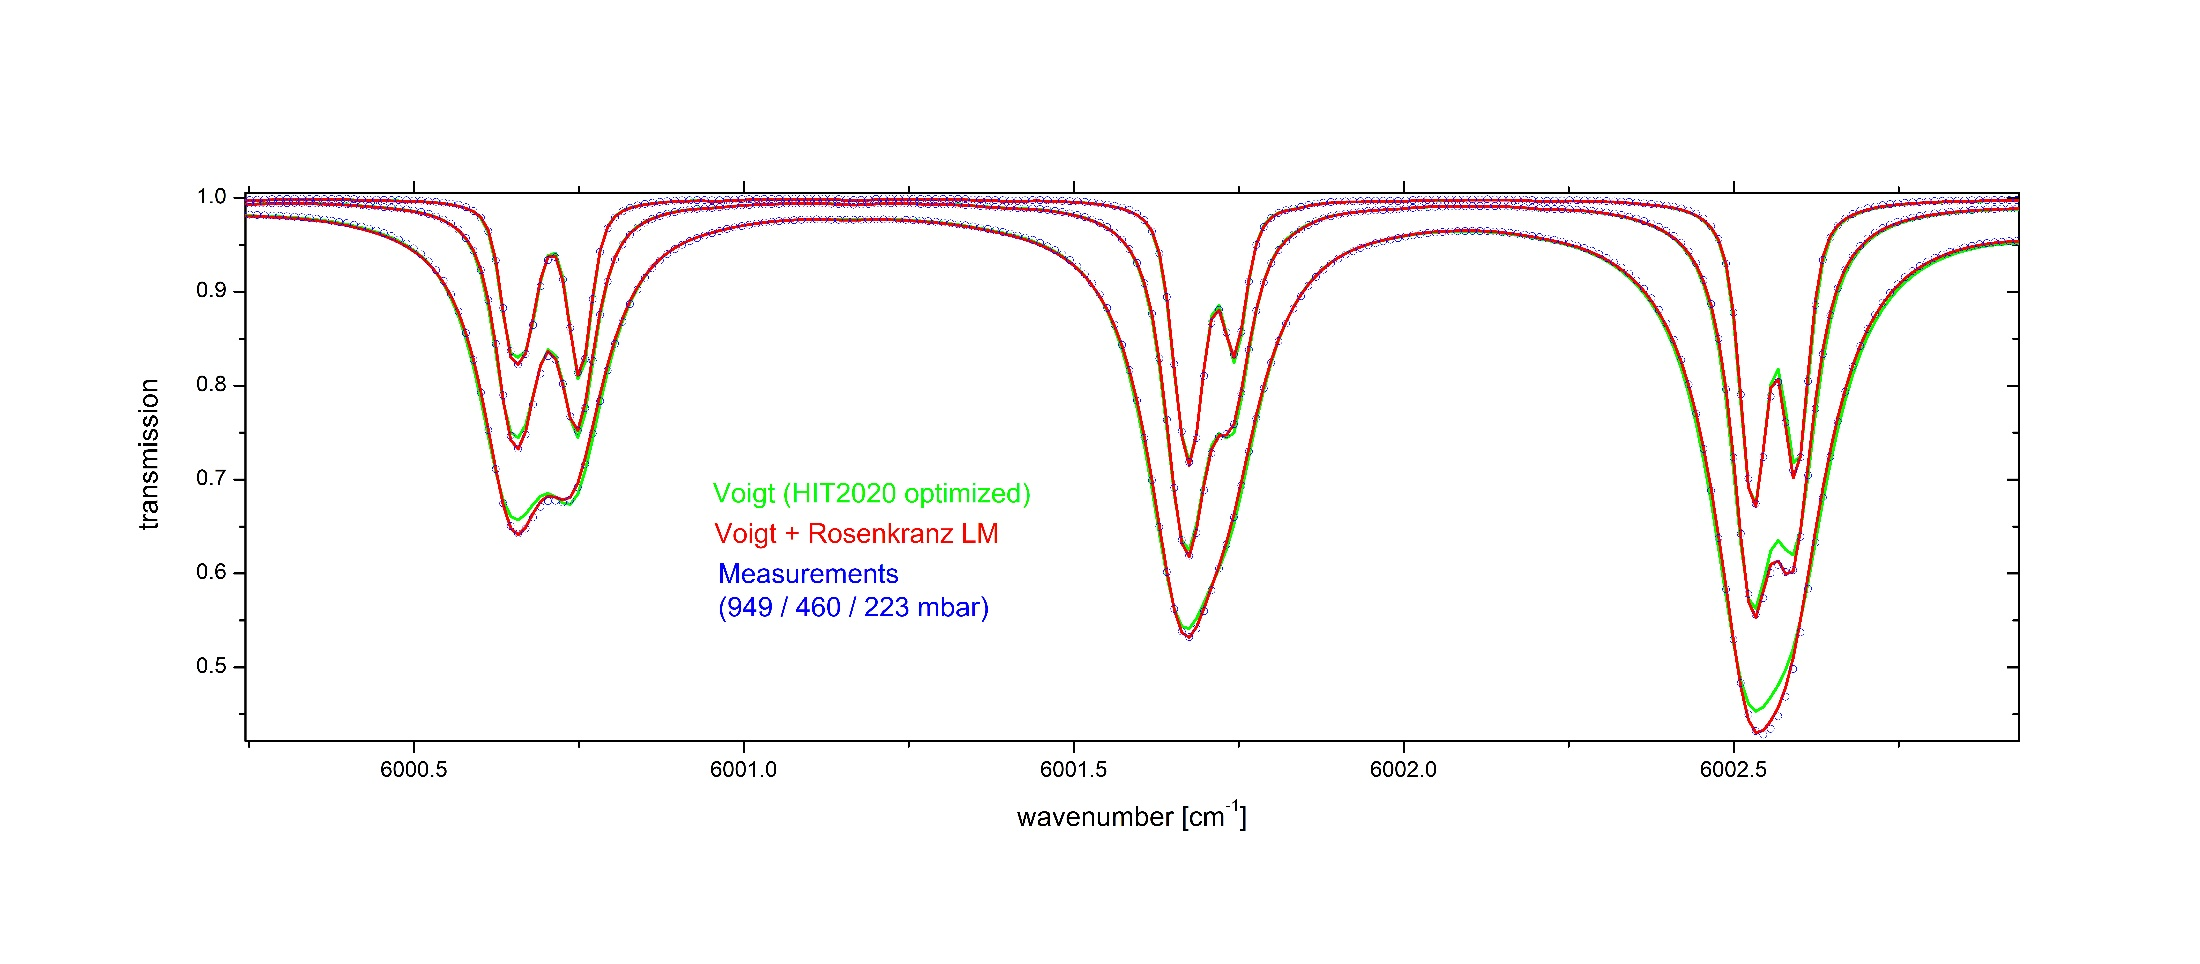 1.0
0.9
0.8
0.7
0.6
0.5
transmission
Voigt (HIT2020 optimized)
Voigt + Rosenkranz LM
Measurements
(949 / 460 / 223 mbar)
6000.5 6001.0 6001.5 6002.0 6002.5
wavenumber [cm⁻¹]